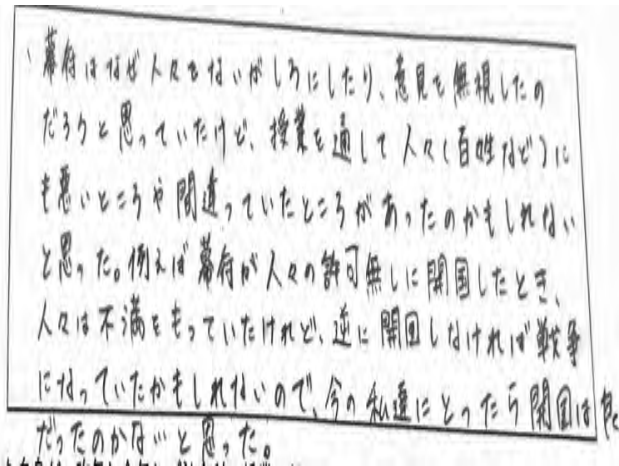 幕府はなぜ人々をないがしろにしたり、意見を無視したの
だろうと思っていたけど、授業を通して人々(百姓など)に
も悪いところや間違っていたところがあったのかもしれない
と思った。例えば幕府が人々の許可無しに開国したとき、
人々は不満をもっていたけれど、逆に開国しなければ戦争
になっていたかもしれないので、今の私達にとったら開国は良
だったのかないと思った。